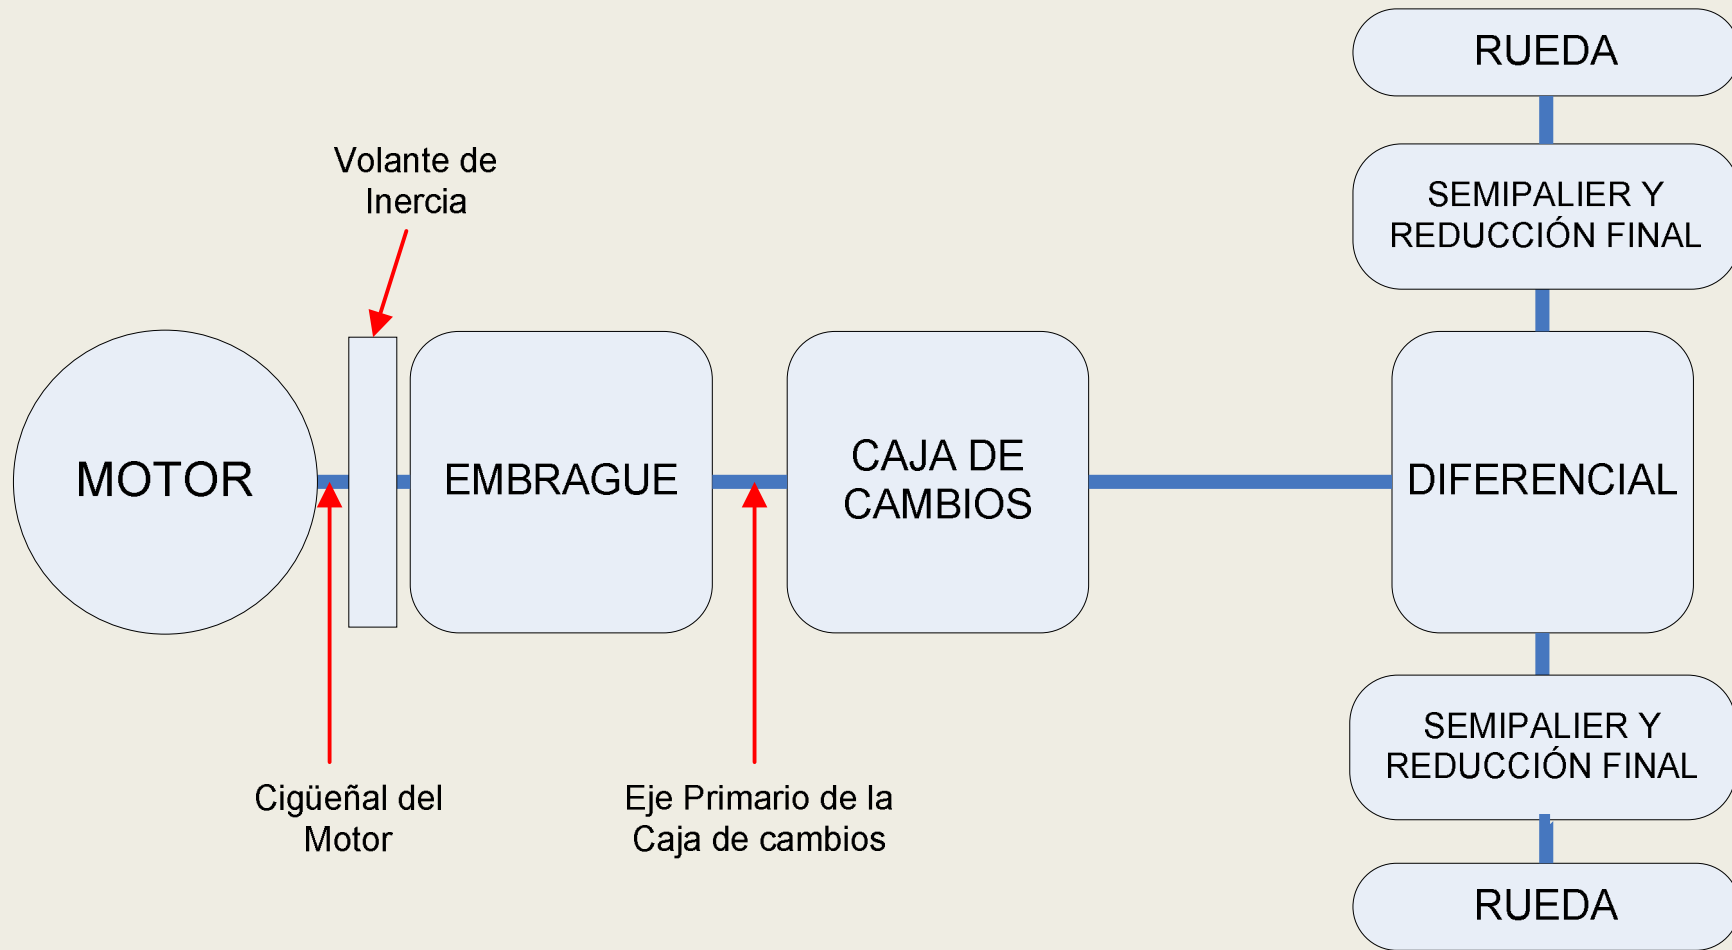 RUEDA
Volante de
Inercia
SEMIPALIER Y
REDUCCIÓN FINAL
MOTOR
EMBRAGUE
CAJA DE
CAMBIOS
DIFERENCIAL
SEMIPALIER Y
REDUCCIÓN FINAL
Cigüeñal del
Motor
Eje Primario de la
Caja de cambios
RUEDA